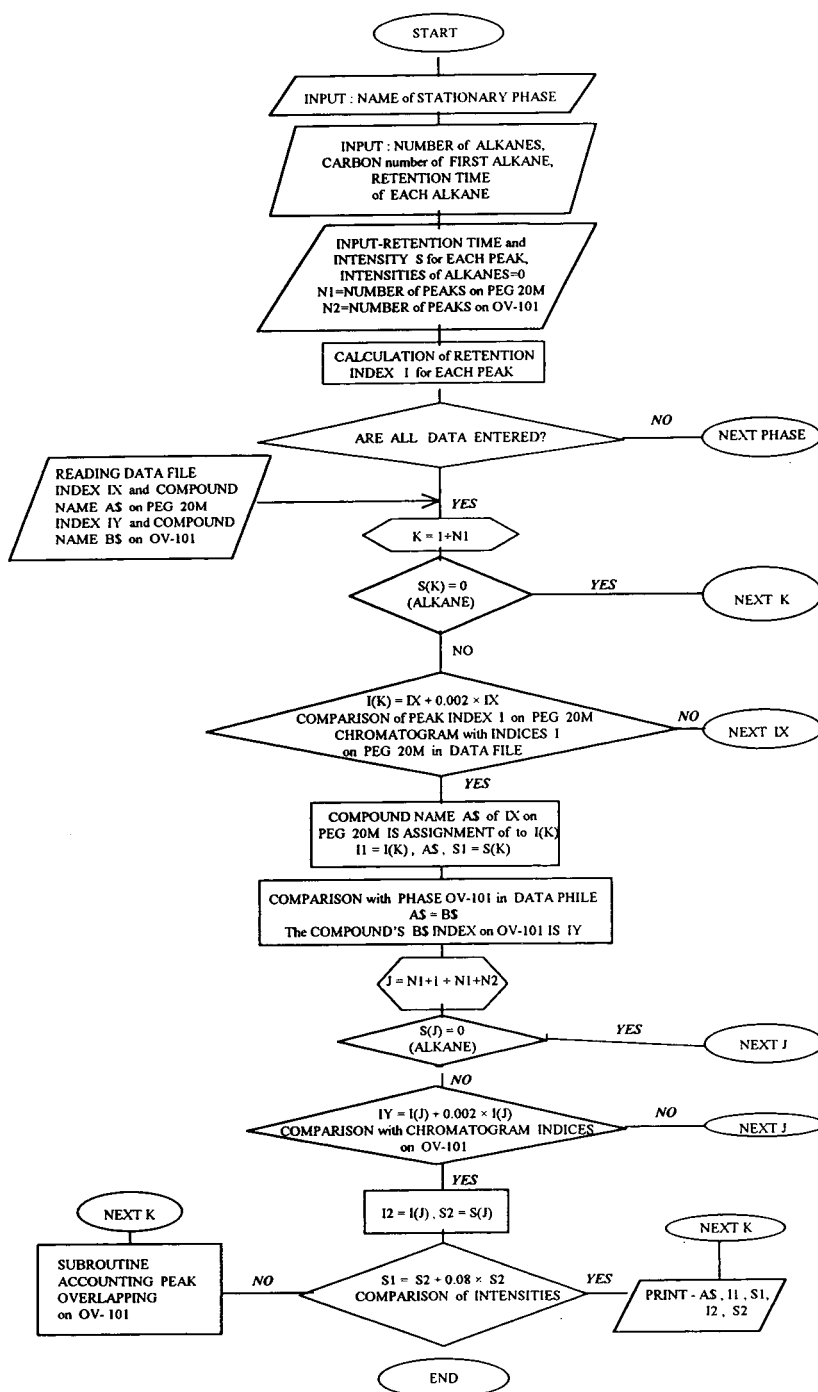 START
INPUT : NAME of STATIONARY PHASE
INPUT : NUMBER of ALKANES,
CARBON number of FIRST ALKANE,
RETENTION TIME
of EACH ALKANE
INPUT-RETENTION TIME and
INTENSITY S for EACH PEAK,
INTENSITIES of ALKANES=0
N1=NUMBER of PEAKS on PEG 20M
N2=NUMBER of PEAKS on OV-101
CALCULATION of RETENTION
INDEX I for EACH PEAK
ARE ALL DATA ENTERED?
NO
NEXT PHASE
READING DATA FILE
INDEX IX and COMPOUND
NAME A$ on PEG 20M
INDEX IY and COMPOUND
NAME B$ on OV-101
YES
K = 1+N1
S(K) = 0
(ALKANE)
YES
NEXT K
NO
I(K) = IX + 0.002 × IX
COMPARISON of PEAK INDEX I on PEG 20M
CHROMATOGRAM with INDICES I
on PEG 20M in DATA FILE
NO
NEXT IX
YES
COMPOUND NAME A$ of IX on
PEG 20M IS ASSIGNMENT of to I(K)
I1 = I(K) , A$ , S1 = S(K)
COMPARISON with PHASE OV-101 in DATA PHILE
A$ = B$
The COMPOUND'S B$ INDEX on OV-101 IS IY
J = N1+1 + N1+N2
S(J) = 0
(ALKANE)
YES
NEXT J
NO
IY = I(J) + 0.002 × I(J)
COMPARISON with CHROMATOGRAM INDICES
on OV-101
NO
NEXT J
YES
I2 = I(J) , S2 = S(J)
NEXT K
SUBROUTINE
ACCOUNTING PEAK
OVERLAPPING
on OV- 101
NO
S1 = S2 + 0.08 × S2
COMPARISON of INTENSITIES
YES
NEXT K
PRINT - A$ , I1 , S1,
I2 , S2
END